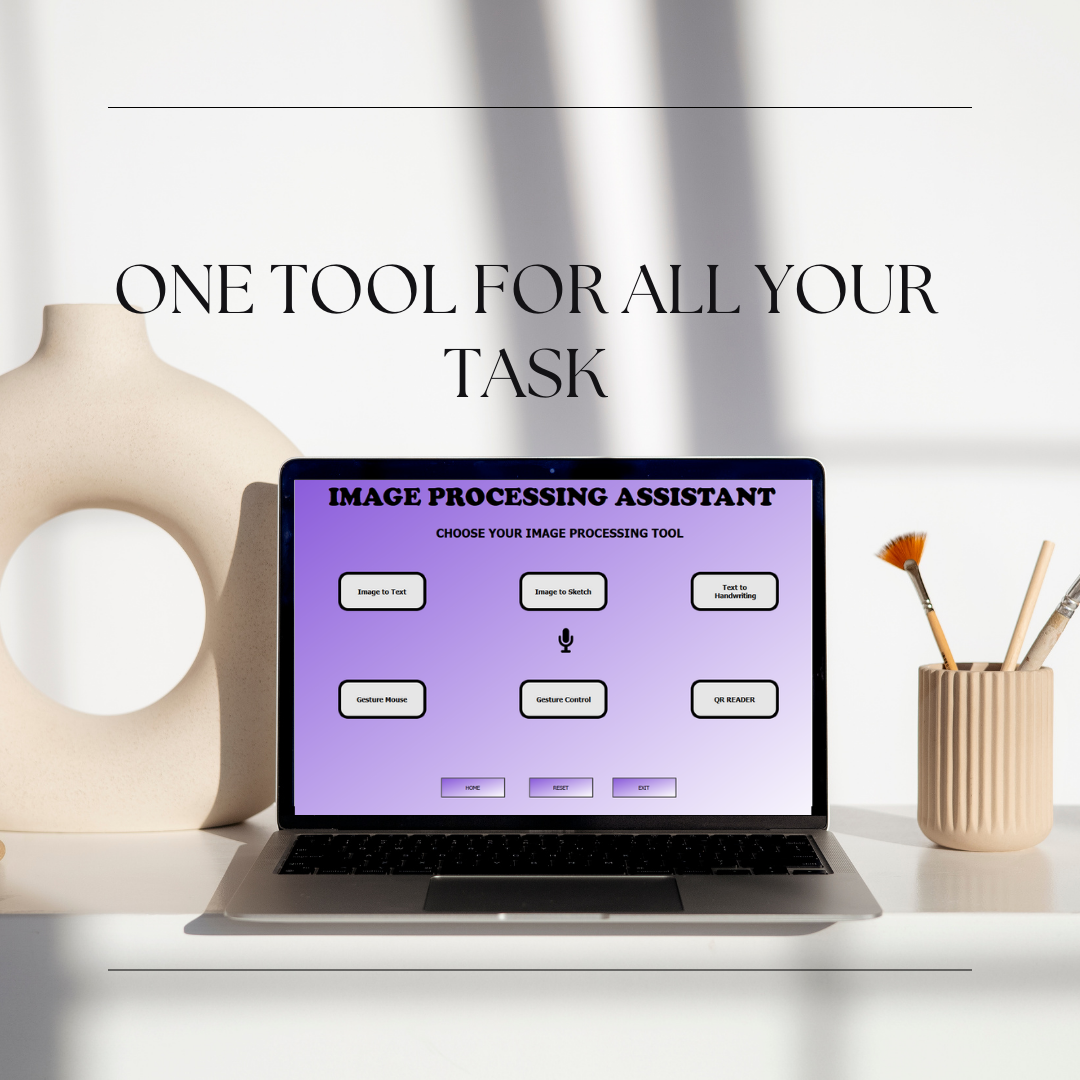 ONE TOOL FOR ALL YOUR
TASK
IMAGE PROCESSING ASSISTANT
CHOOSE YOUR IMAGE PROCESSING TOOL
Image to Text
Image to Sketch
Text to
Handwriting
Gesture Mouse
Gesture Control
QR READER
HOME
RESET
EXIT